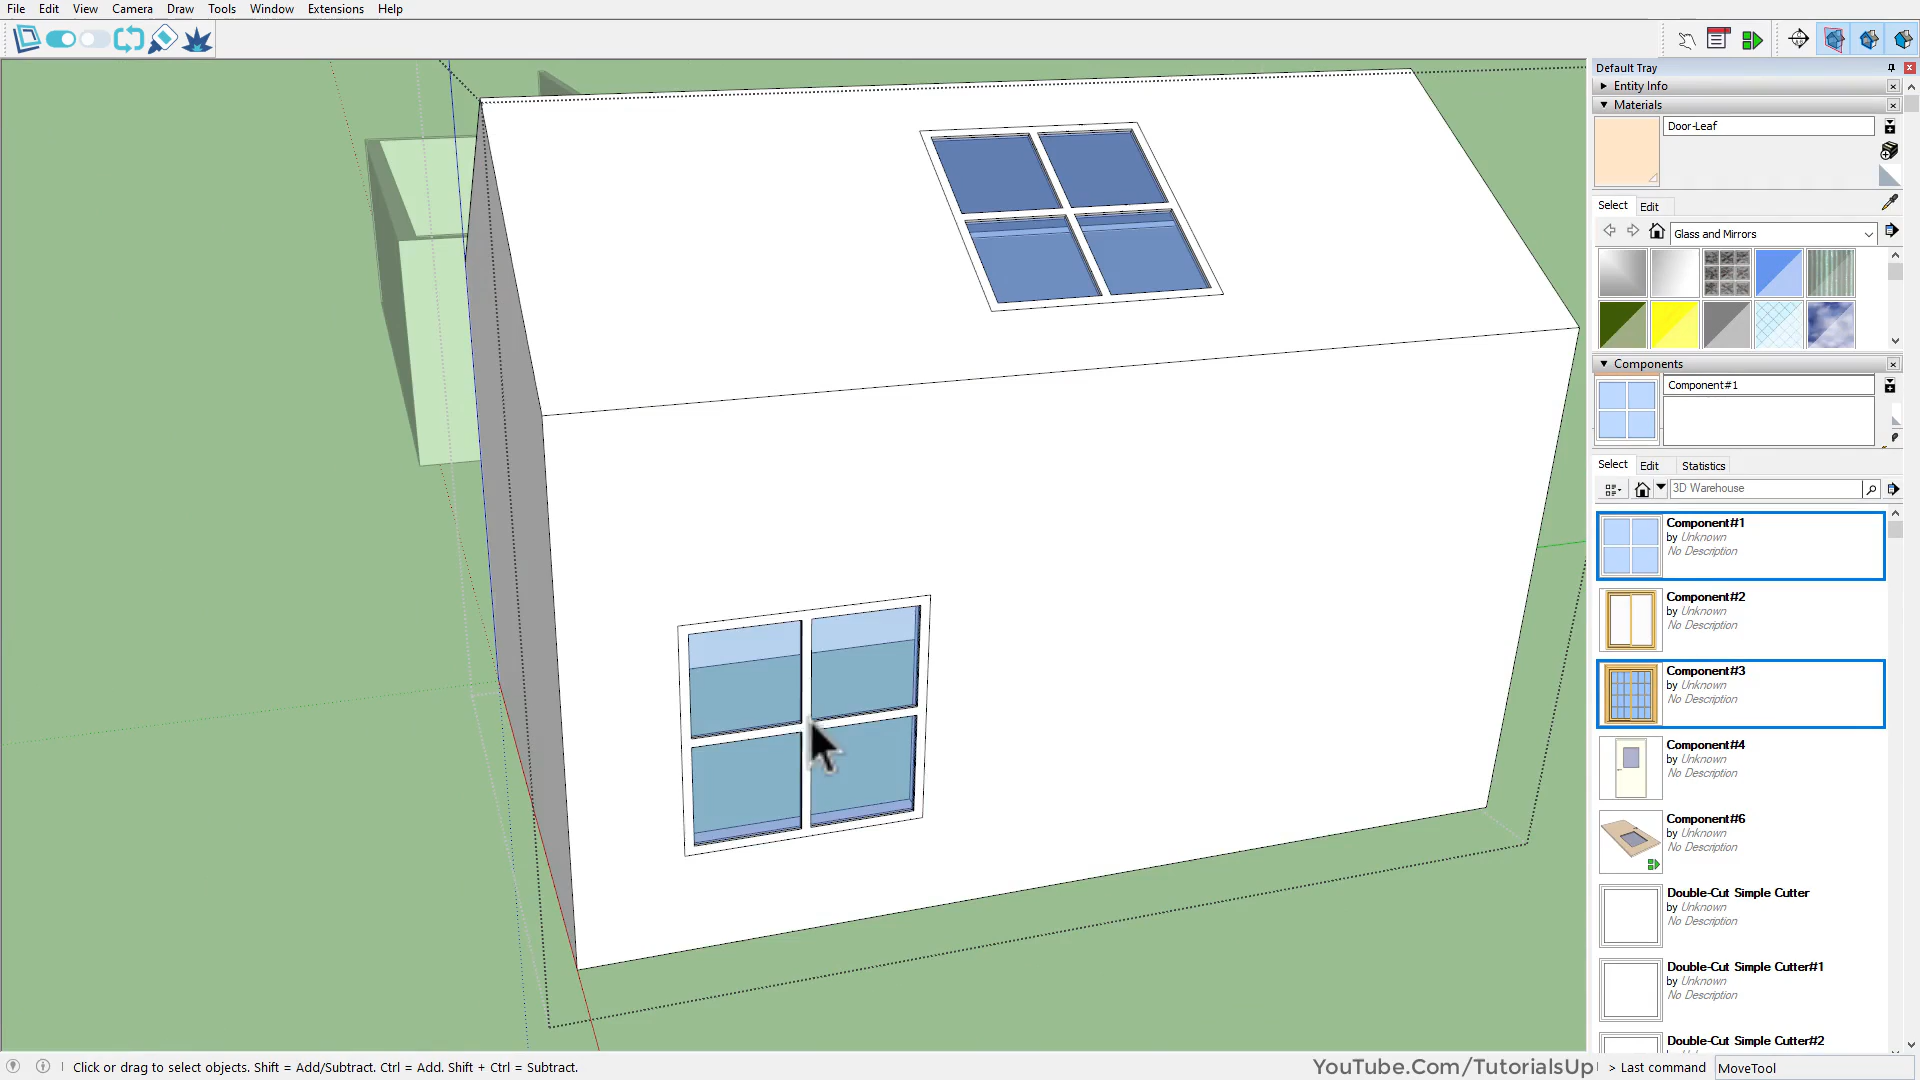 File Edit View Camera Draw Tools Window Extensions Help
Default Tray
Entity Info
Materials
Door-Leaf
Select Edit
Glass and Mirrors
Components
Component#1
Select Edit Statistics
3D Warehouse
Component#1
by Unknown
No Description
Component#2
by Unknown
No Description
Component#3
by Unknown
No Description
Component#4
by Unknown
No Description
Component#6
by Unknown
No Description
Double-Cut Simple Cutter
by Unknown
No Description
Double-Cut Simple Cutter#1
by Unknown
No Description
Double-Cut Simple Cutter#2
Click or drag to select objects. Shift = Add/Subtract. Ctrl = Add. Shift + Ctrl = Subtract.
YouTube.Com/TutorialsUp
> Last command MoveTool